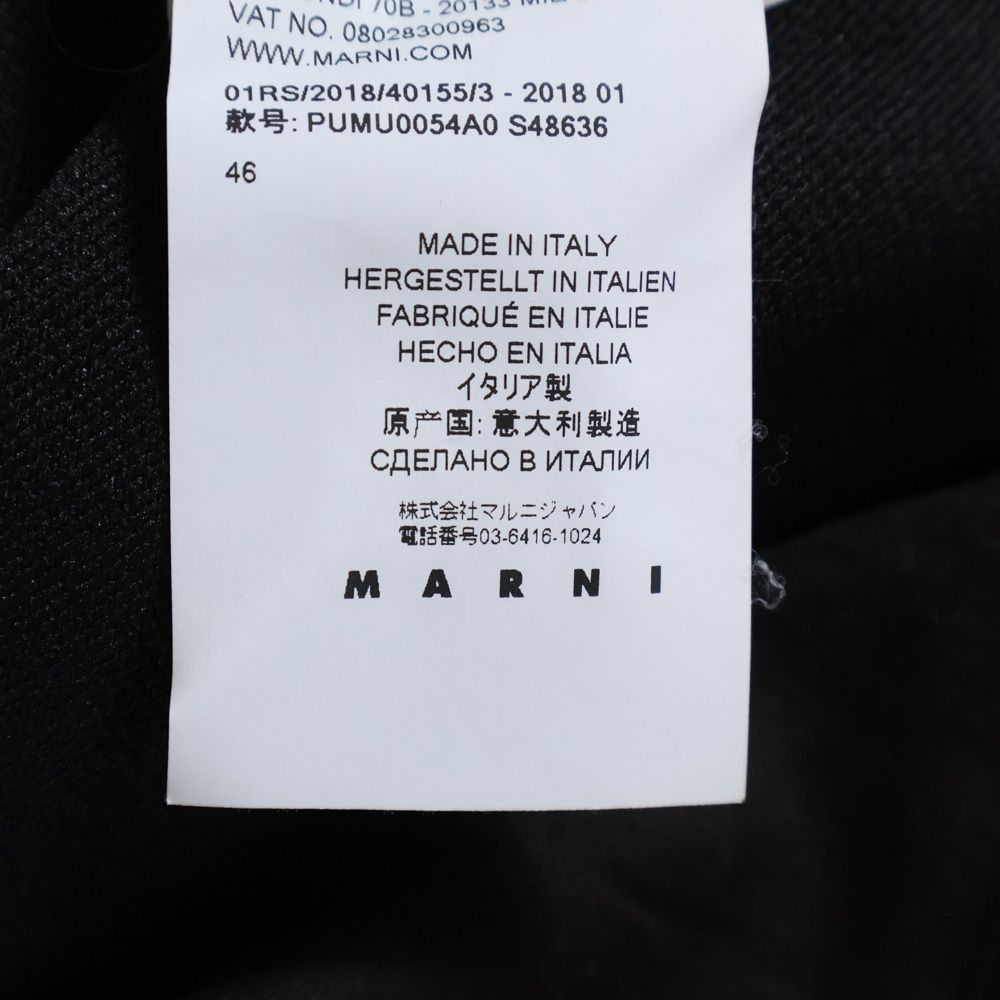 70B - 20133
VAT NO. 08028300963
WWW.MARNI.COM
01RS/2018/40155/3 - 2018 01
款号: PUMU0054A0 S48636
46
MADE IN ITALY
HERGESTELLT IN ITALIEN
FABRIQUÉ EN ITALIE
HECHO EN ITALIA
イタリア製
原产国: 意大利製造
СДЕЛАНО В ИТАЛИИ
株式会社マルニジャパン
電話番号03-6416-1024
MARNI